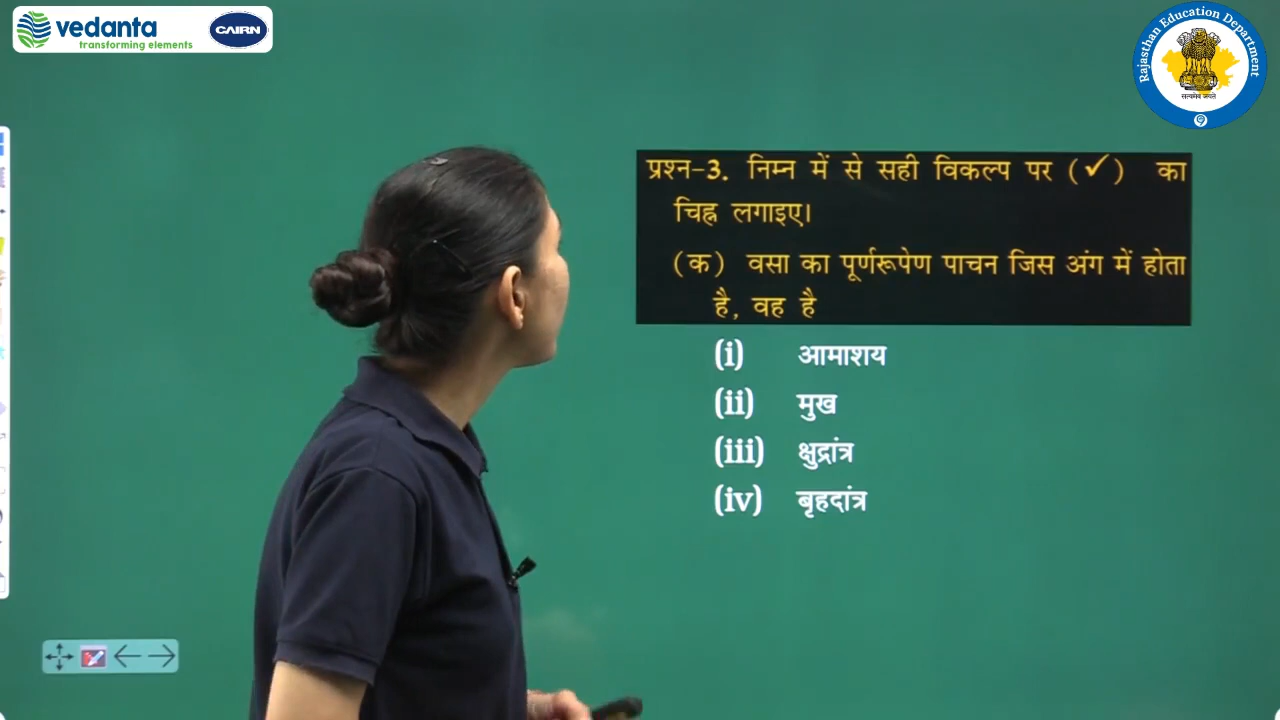 vedanta
transforming elements
CAIRN
Rajasthan Education Department
सत्यमेव जयते
प्रश्न-3. निम्न में से सही विकल्प पर (✓) का
चिह्न लगाइए।
(क) वसा का पूर्णरूपेण पाचन जिस अंग में होता
है, वह है
(i) आमाशय
(ii) मुख
(iii) क्षुद्रांत्र
(iv) बृहदांत्र